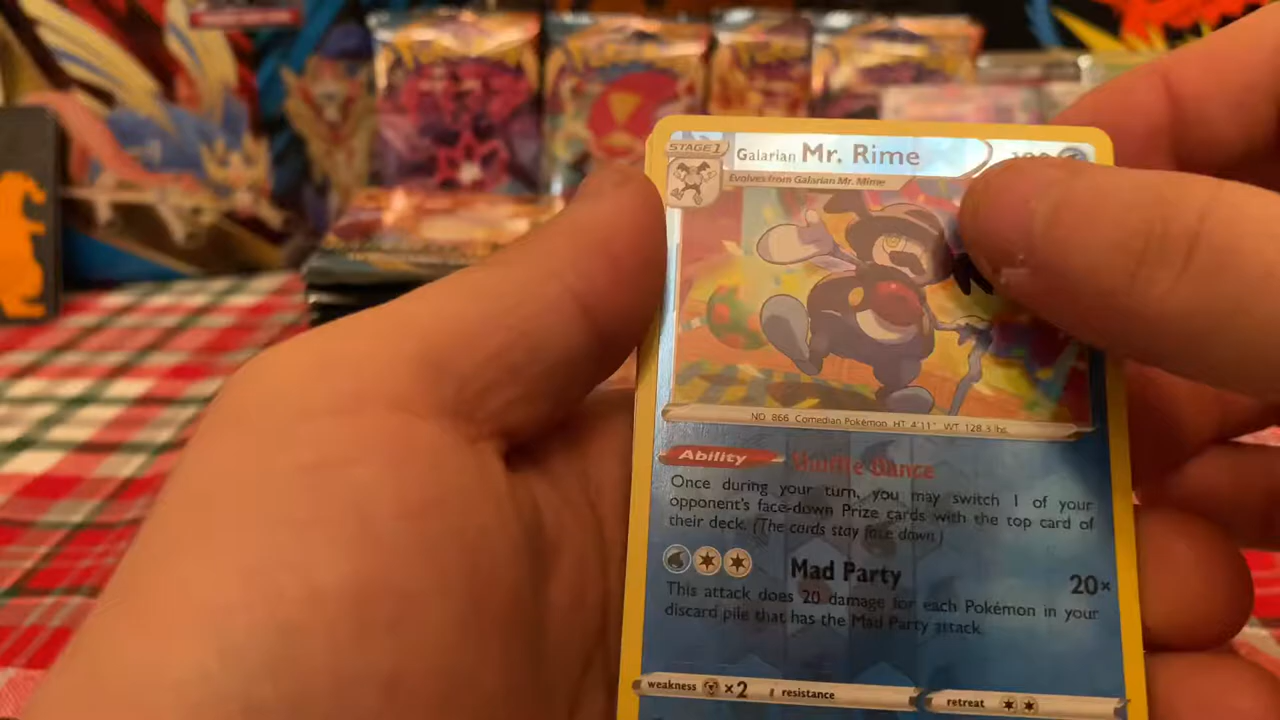 STAGE 1
Galarian Mr. Rime
Evolves from Galarian Mr. Mime
NO. 866 Comedian Pokémon HT: 4'11" WT: 128.3 lbs.
Ability Shuffle Dance
Once during your turn, you may switch 1 of your
opponent's face-down Prize cards with the top card of
their deck. (The cards stay face down.)
Mad Party 20×
This attack does 20 damage for each Pokémon in your
discard pile that has the Mad Party attack.
weakness ×2 resistance retreat